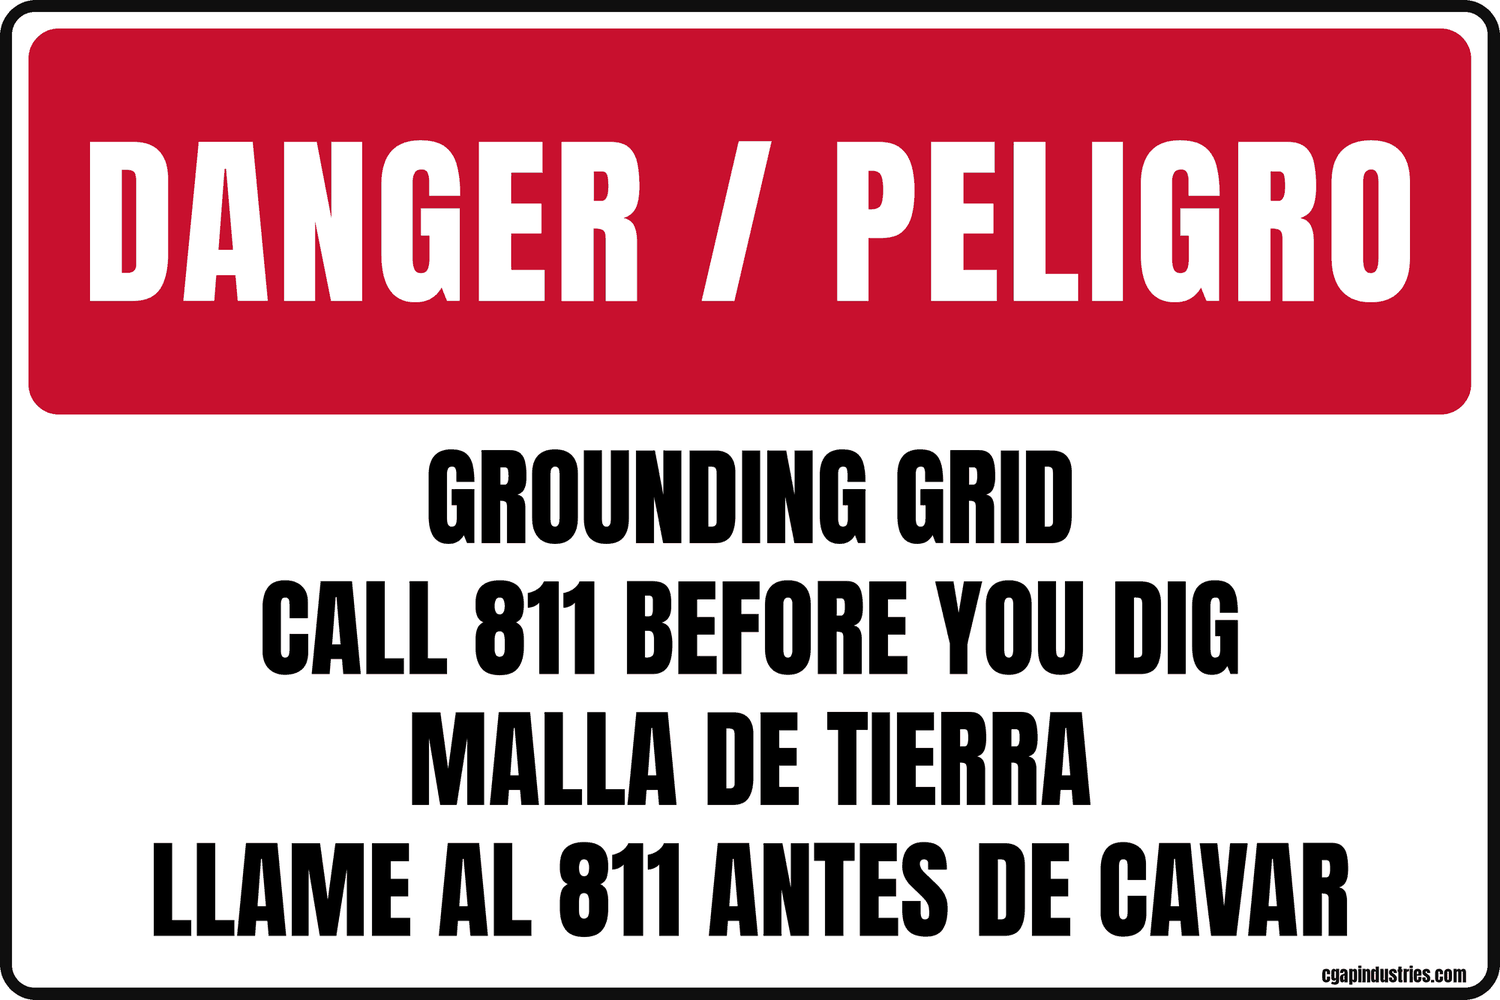 DANGER / PELIGRO
GROUNDING GRID
CALL 811 BEFORE YOU DIG
MALLA DE TIERRA
LLAME AL 811 ANTES DE CAVAR
cgapindustries.com